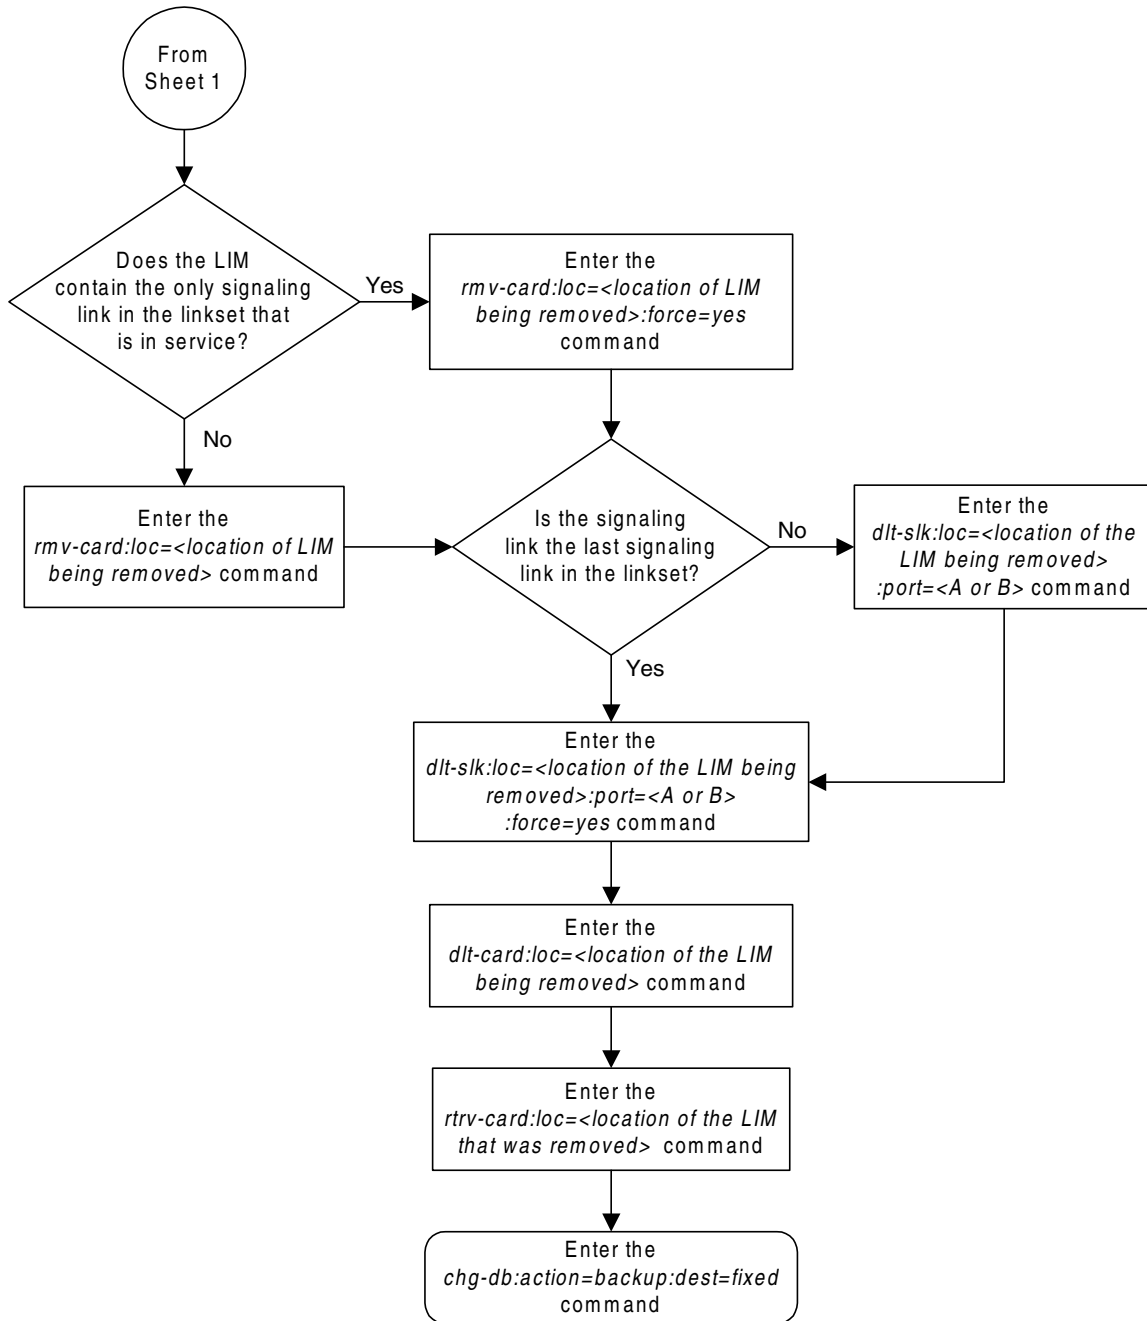 From
Sheet 1
Does the LIM
contain the only signaling
link in the linkset that
is in service?
Yes
Enter the
rmv-card:loc=<location of LIM
being removed>:force=yes
command
No
Enter the
rmv-card:loc=<location of LIM
being removed> command
Is the signaling
link the last signaling
link in the linkset?
No
Enter the
dlt-slk:loc=<location of the
LIM being removed>
:port=<A or B> command
Yes
Enter the
dlt-slk:loc=<location of the LIM being
removed>:port=<A or B>
:force=yes command
Enter the
dlt-card:loc=<location of the LIM
being removed> command
Enter the
rtrv-card:loc=<location of the LIM
that was removed> command
Enter the
chg-db:action=backup:dest=fixed
command